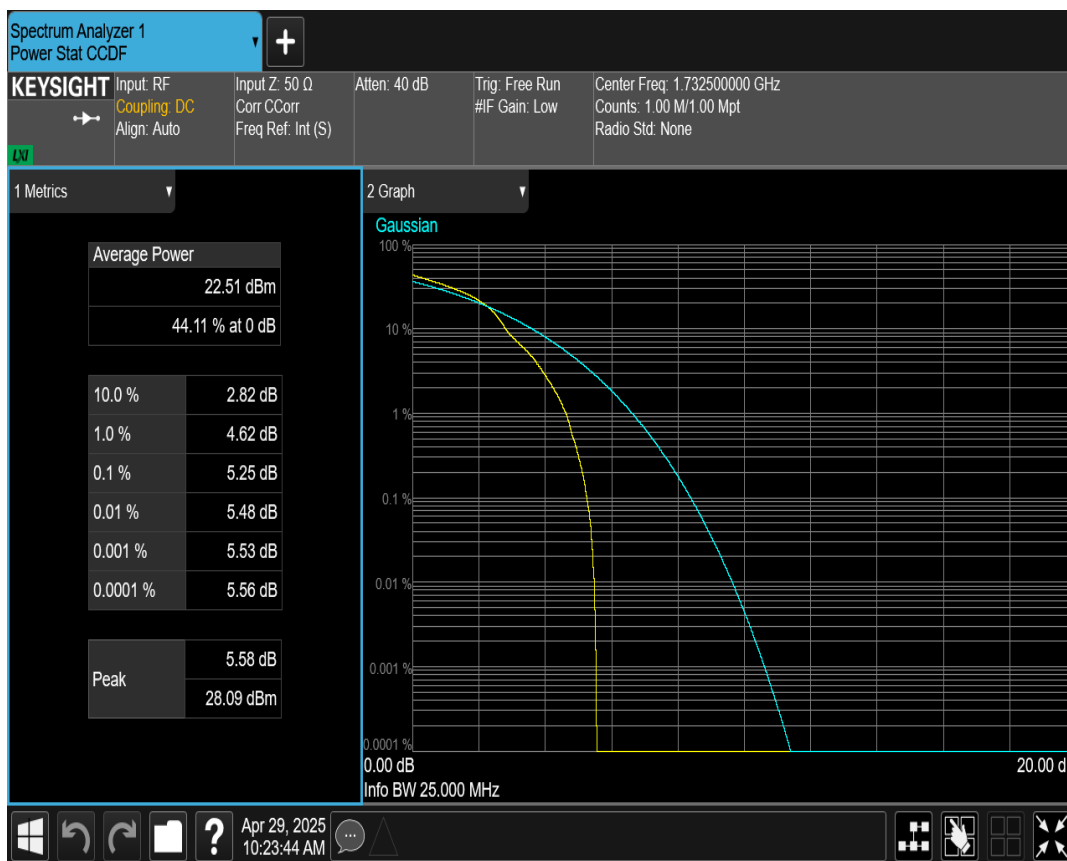 Spectrum Analyzer 1
Power Stat CCDF
KEYSIGHT
LXI
Input: RF
Coupling: DC
Align: Auto
Input Z: 50 Ω
Corr CCorr
Freq Ref: Int (S)
Atten: 40 dB
Trig: Free Run
#IF Gain: Low
Center Freq: 1.732500000 GHz
Counts: 1.00 M/1.00 Mpt
Radio Std: None
1 Metrics
Average Power
22.51 dBm
44.11 % at 0 dB
10.0 % 2.82 dB
1.0 % 4.62 dB
0.1 % 5.25 dB
0.01 % 5.48 dB
0.001 % 5.53 dB
0.0001 % 5.56 dB
Peak
5.58 dB
28.09 dBm
2 Graph
Gaussian
100 %
10 %
1 %
0.1 %
0.01 %
0.001 %
0.0001 %
0.00 dB 20.00 d
Info BW 25.000 MHz
?
Apr 29, 2025
10:23:44 AM